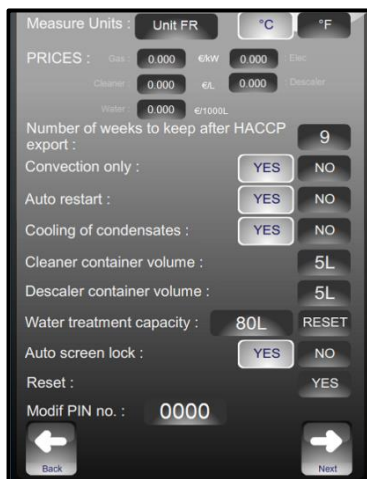 Measure Units : Unit FR °C °F
PRICES : Gas : 0.000 €/kW 0.000 Elec
Cleaner : 0.000 €/L 0.000 Descaler
Water : 0.000 €/1000L
Number of weeks to keep after HACCP
export : 9
Convection only : YES NO
Auto restart : YES NO
Cooling of condensates : YES NO
Cleaner container volume : 5L
Descaler container volume : 5L
Water treatment capacity : 80L RESET
Auto screen lock : YES NO
Reset : YES
Modif PIN no. : 0000
Back Next